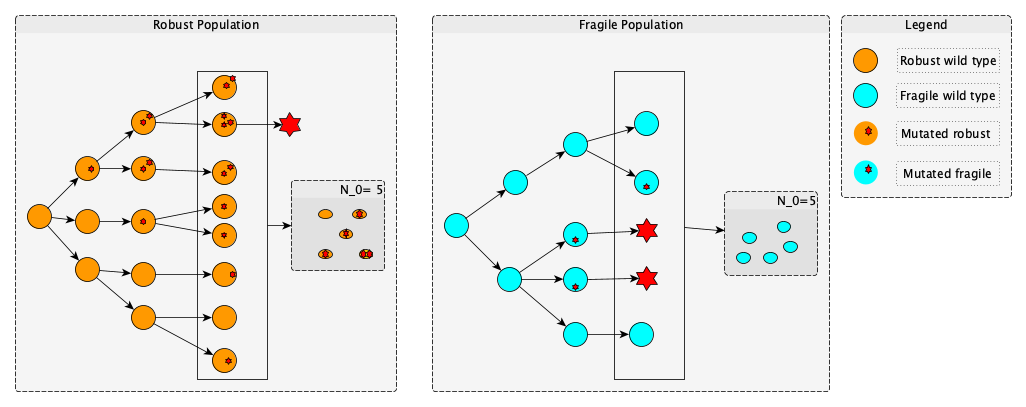 Robust Population
Fragile Population
Legend
Robust wild type
Fragile wild type
Mutated robust
Mutated fragile
N_0= 5
N_0=5